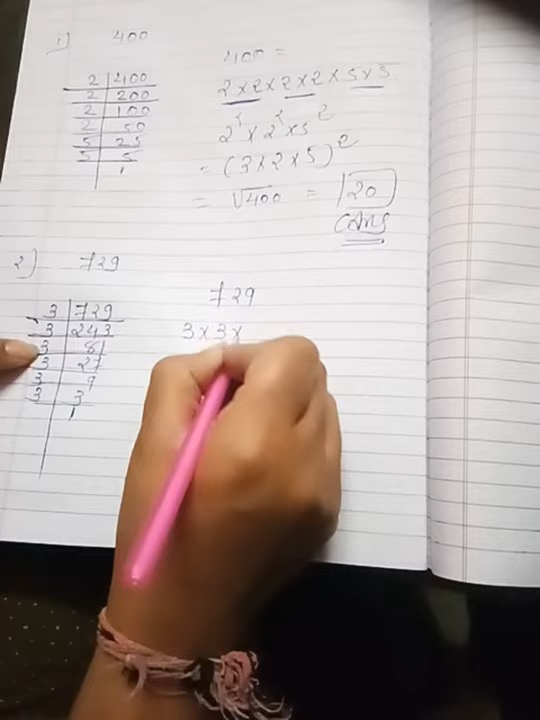 1) 400
2 | 400
2 | 200
2 | 100
2 | 50
5 | 25
5 | 5
1
400 =
2 × 2 × 2 × 2 × 5 × 5
2² × 2² × 5²
= (2 × 2 × 5)²
= √400 = 20
Ans
2) 729
3 | 729
3 | 243
3 | 81
3 | 27
3 | 9
3 | 3
1
729
3 × 3 ×